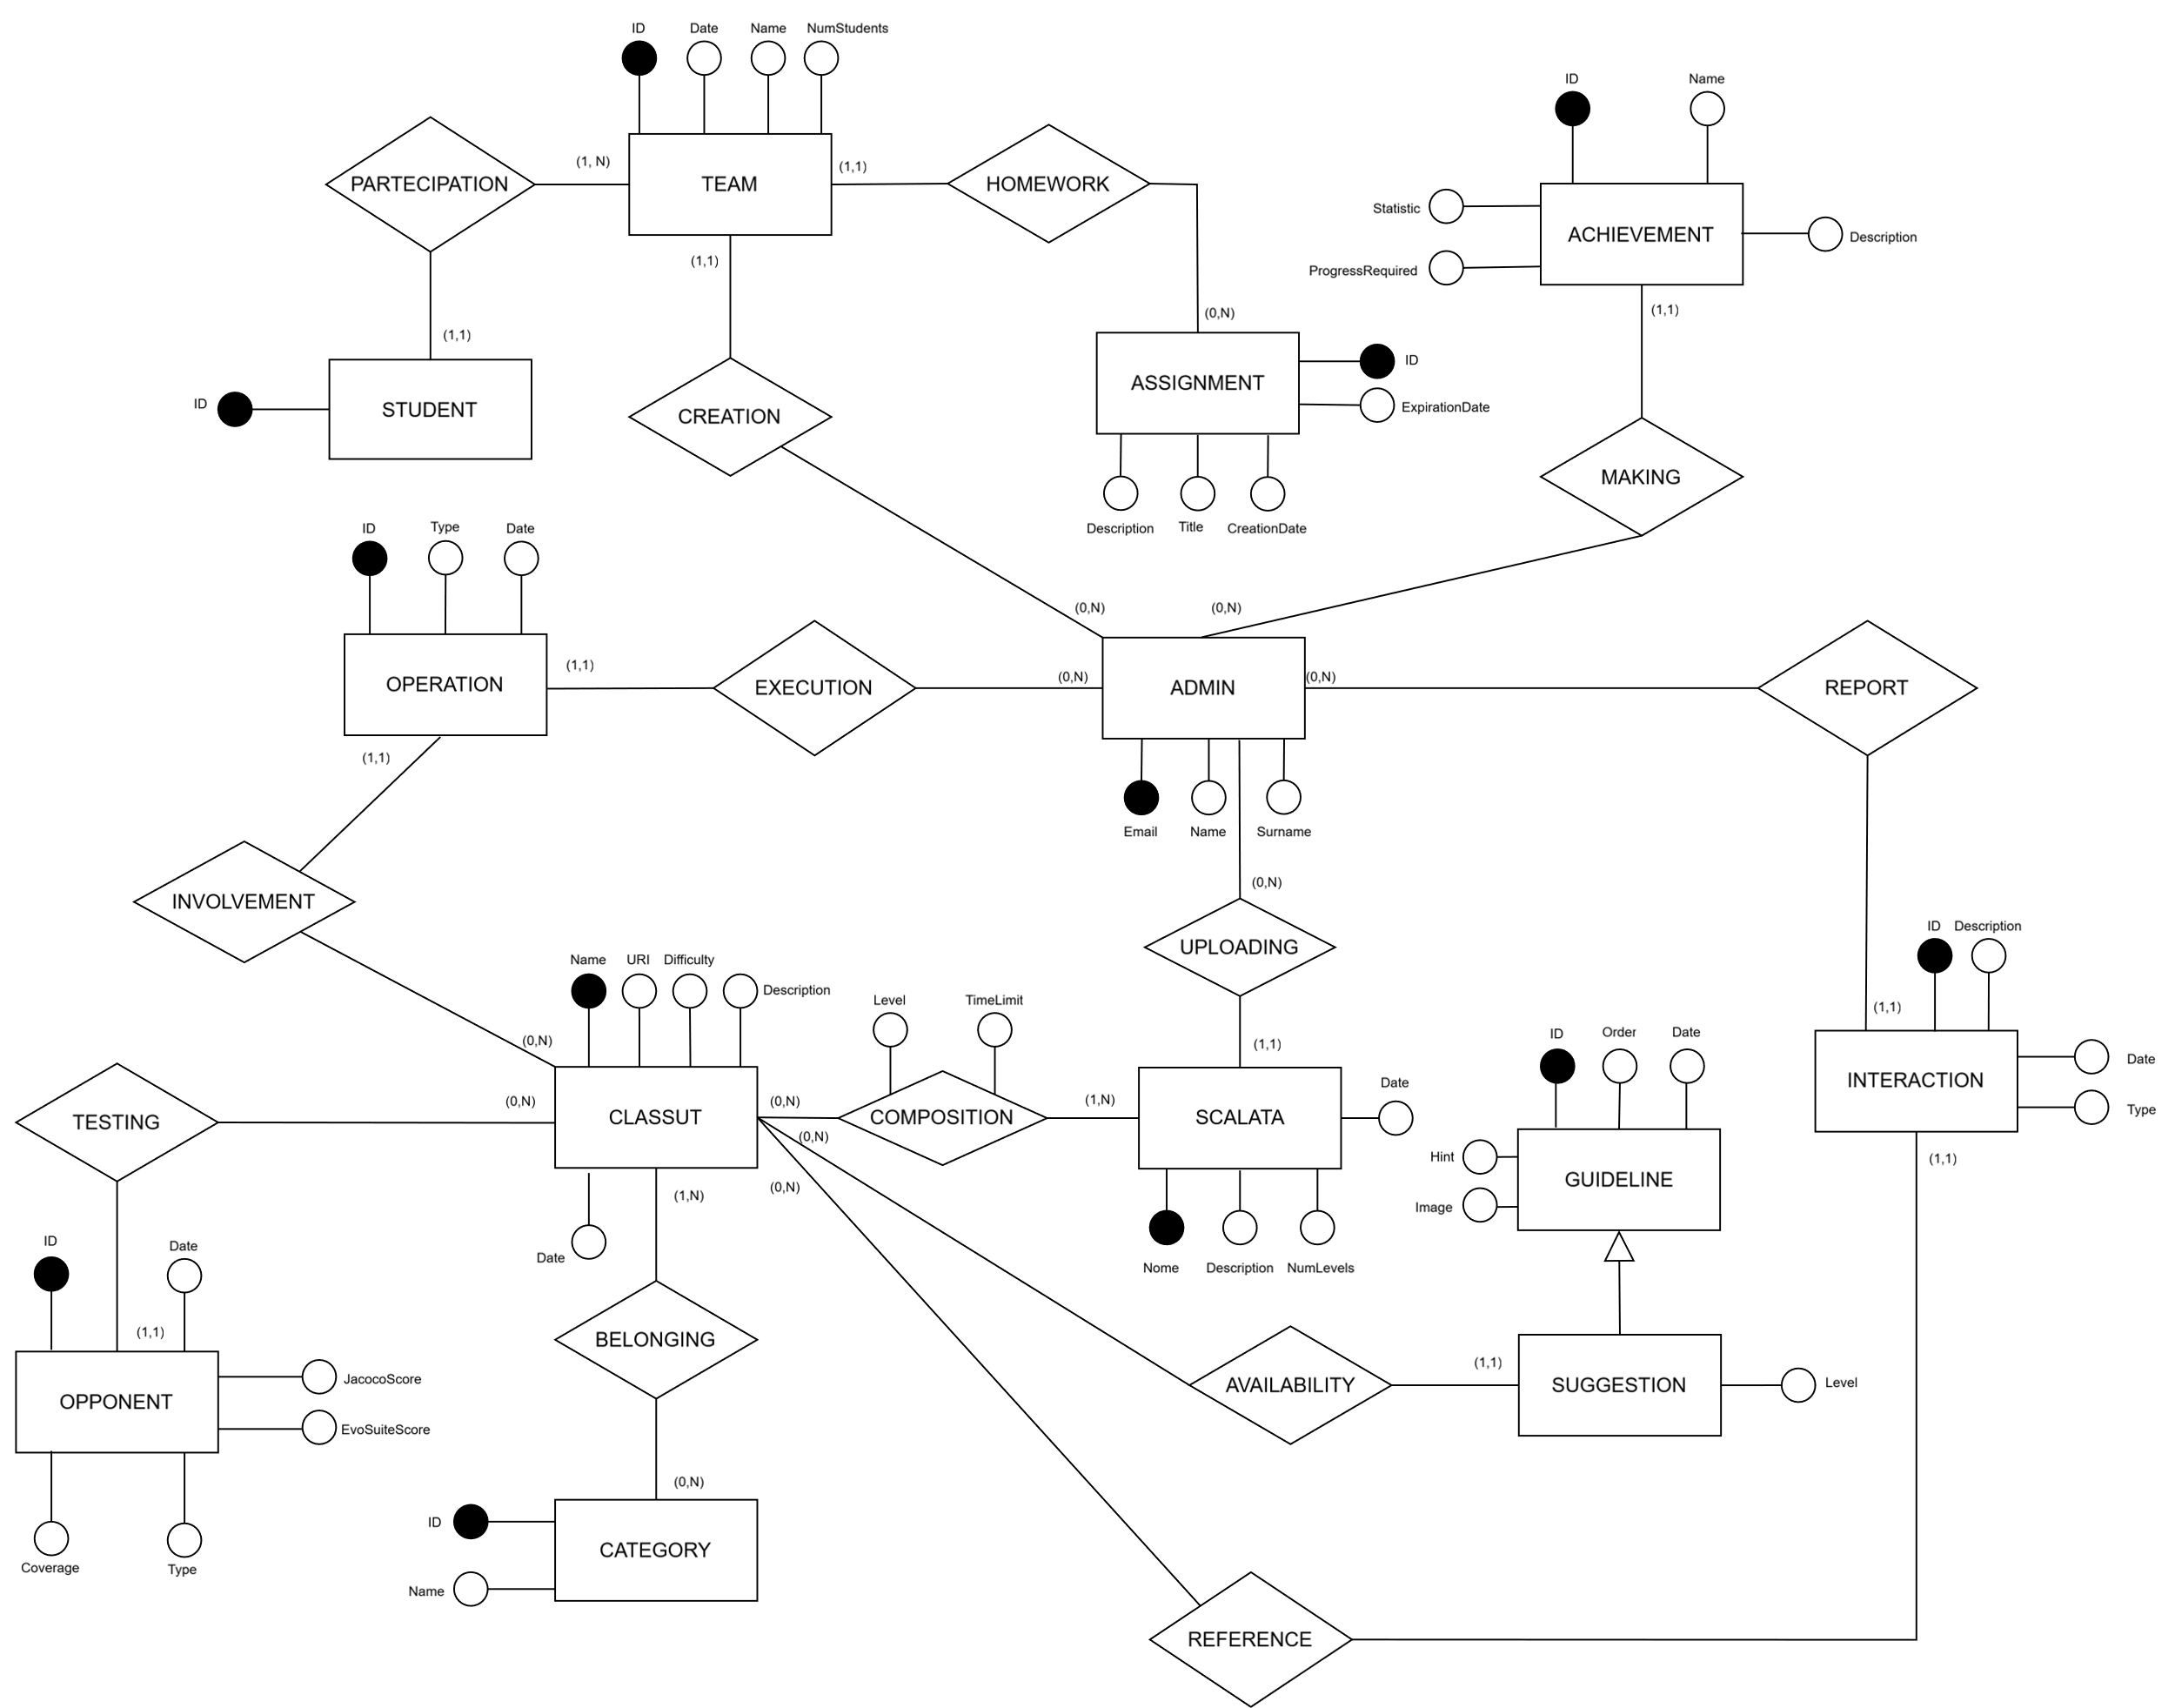 ID
Date
Name
NumStudents
ID
Name
PARTECIPATION
(1, N)
TEAM
(1,1)
HOMEWORK
Statistic
ACHIEVEMENT
Description
ProgressRequired
(1,1)
(1,1)
(0,N)
(1,1)
ID
STUDENT
CREATION
ASSIGNMENT
ID
ExpirationDate
MAKING
Description
Title
CreationDate
ID
Type
Date
(0,N)
(0,N)
OPERATION
(1,1)
EXECUTION
(0,N)
ADMIN
(0,N)
REPORT
(1,1)
Email
Name
Surname
INVOLVEMENT
(0,N)
UPLOADING
ID
Description
Name
URI
Difficulty
Description
Level
TimeLimit
(1,1)
(0,N)
(1,1)
ID
Order
Date
INTERACTION
Date
Type
TESTING
(0,N)
CLASSUT
(0,N)
COMPOSITION
(1,N)
SCALATA
Date
(0,N)
(0,N)
(1,N)
Hint
GUIDELINE
Image
(1,1)
ID
Date
Date
Nome
Description
NumLevels
(1,1)
BELONGING
JacocoScore
OPPONENT
EvoSuiteScore
AVAILABILITY
(1,1)
SUGGESTION
Level
(0,N)
Coverage
Type
ID
CATEGORY
Name
REFERENCE